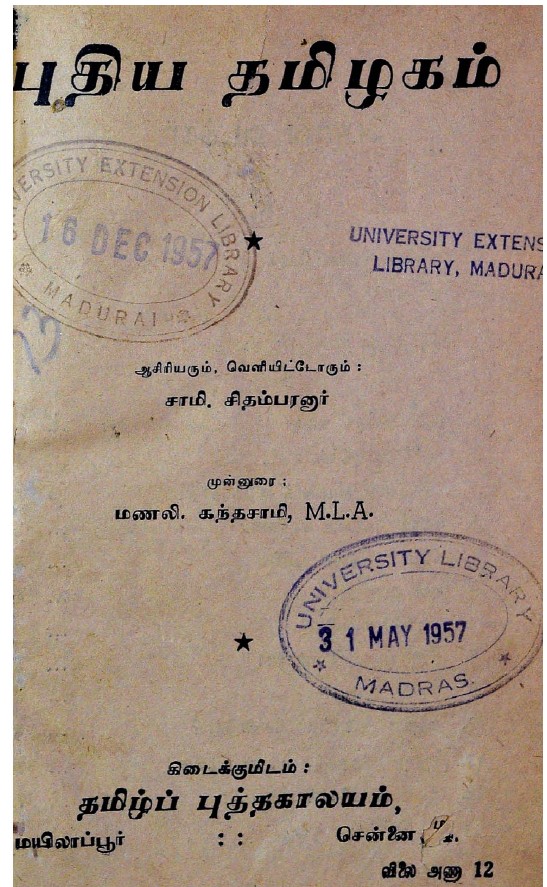 புதிய தமிழகம்
UNIVERSITY EXTENSION LIBRARY
16 DEC 1957
MADURAI
UNIVERSITY EXTENS
LIBRARY, MADURA
ஆசிரியரும், வெளியிட்டோரும் :
சாமி. சிதம்பரனார்
முன்னுரை :
மணலி. கந்தசாமி, M.L.A.
UNIVERSITY LIBRARY
31 MAY 1957
MADRAS.
கிடைக்குமிடம் :
தமிழ்ப் புத்தகாலயம்,
மயிலாப்பூர் : : சென்னை
விலை அணா 12